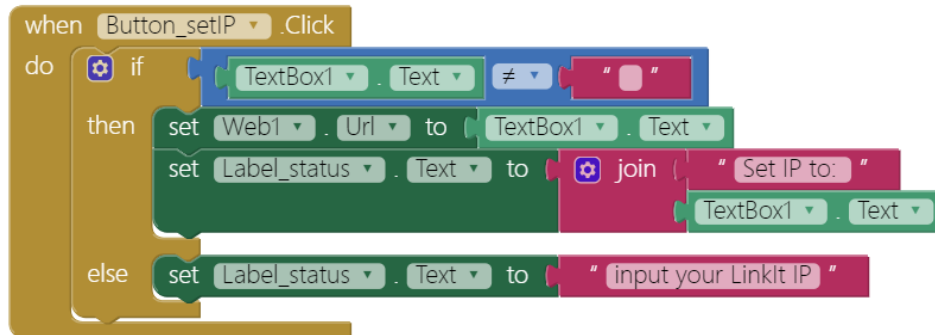 when Button_setIP .Click
do if TextBox1 . Text ≠ " "
then set Web1 . Url to TextBox1 . Text
set Label_status . Text to join " Set IP to: "
TextBox1 . Text
else set Label_status . Text to " input your LinkIt IP "